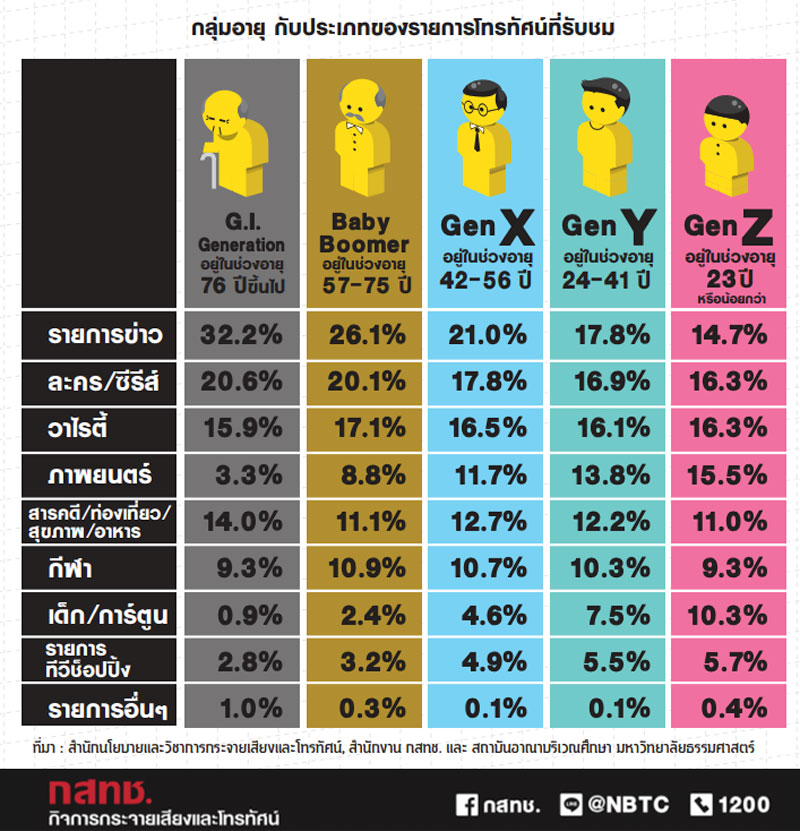 กลุ่มอายุ กับประเภทของรายการโทรทัศน์ที่รับชม
G.I.
Generation
อยู่ในช่วงอายุ
76 ปีขึ้นไป
Baby
Boomer
อยู่ในช่วงอายุ
57-75 ปี
Gen X
อยู่ในช่วงอายุ
42-56 ปี
Gen Y
อยู่ในช่วงอายุ
24-41 ปี
Gen Z
อยู่ในช่วงอายุ
23 ปี
หรือน้อยกว่า
รายการข่าว 32.2% 26.1% 21.0% 17.8% 14.7%
ละคร/ซีรีส์ 20.6% 20.1% 17.8% 16.9% 16.3%
วาไรตี้ 15.9% 17.1% 16.5% 16.1% 16.3%
ภาพยนตร์ 3.3% 8.8% 11.7% 13.8% 15.5%
สารคดี/ท่องเที่ยว/
สุขภาพ/อาหาร 14.0% 11.1% 12.7% 12.2% 11.0%
กีฬา 9.3% 10.9% 10.7% 10.3% 9.3%
เด็ก/การ์ตูน 0.9% 2.4% 4.6% 7.5% 10.3%
รายการ
ทีวีช็อปปิ้ง 2.8% 3.2% 4.9% 5.5% 5.7%
รายการอื่นๆ 1.0% 0.3% 0.1% 0.1% 0.4%
ที่มา : สำนักนโยบายและวิชาการกระจายเสียงและโทรทัศน์, สำนักงาน กสทช. และ สถาบันอาณาบริเวณศึกษา มหาวิทยาลัยธรรมศาสตร์
กสทช.
กิจการกระจายเสียงและโทรทัศน์
f กสทช. LINE @NBTC 1200